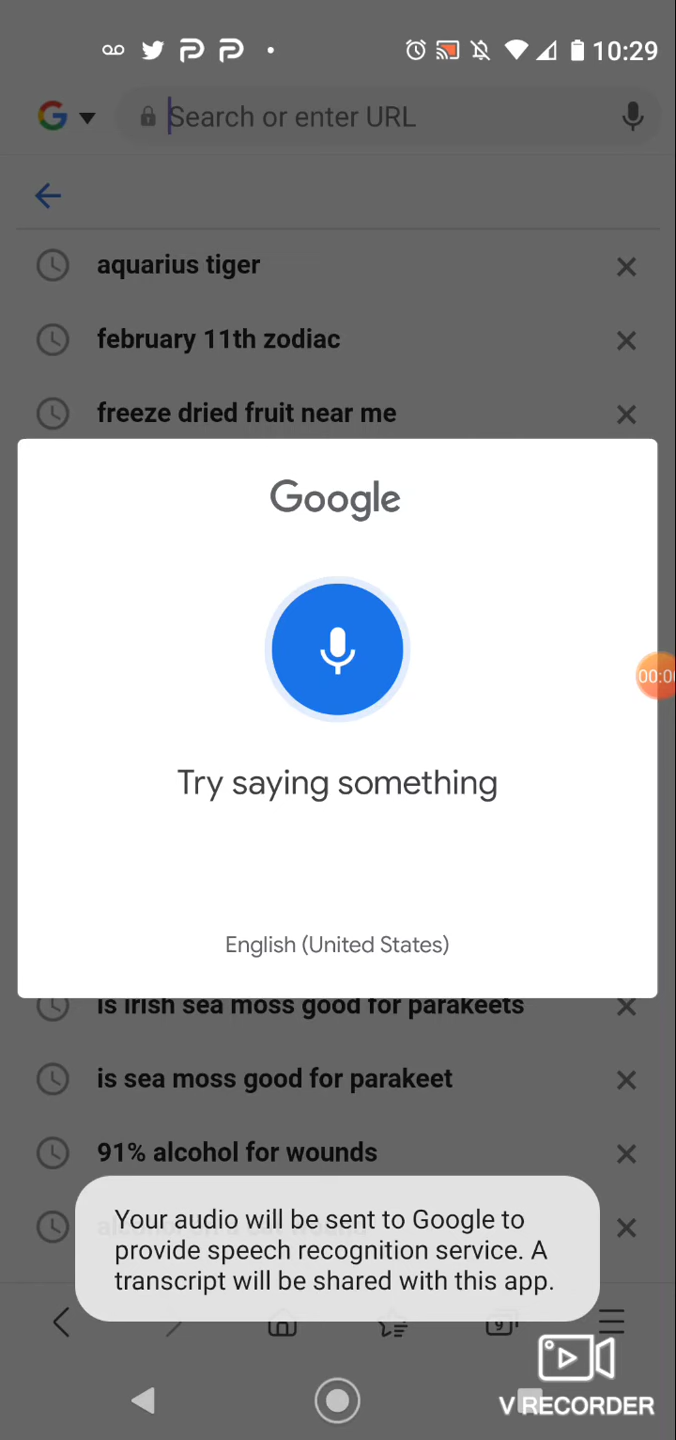 10:29
Search or enter URL
aquarius tiger
february 11th zodiac
freeze dried fruit near me
Google
00:0
Try saying something
English (United States)
is irish sea moss good for parakeets
is sea moss good for parakeet
91% alcohol for wounds
Your audio will be sent to Google to
provide speech recognition service. A
transcript will be shared with this app.
9
V RECORDER